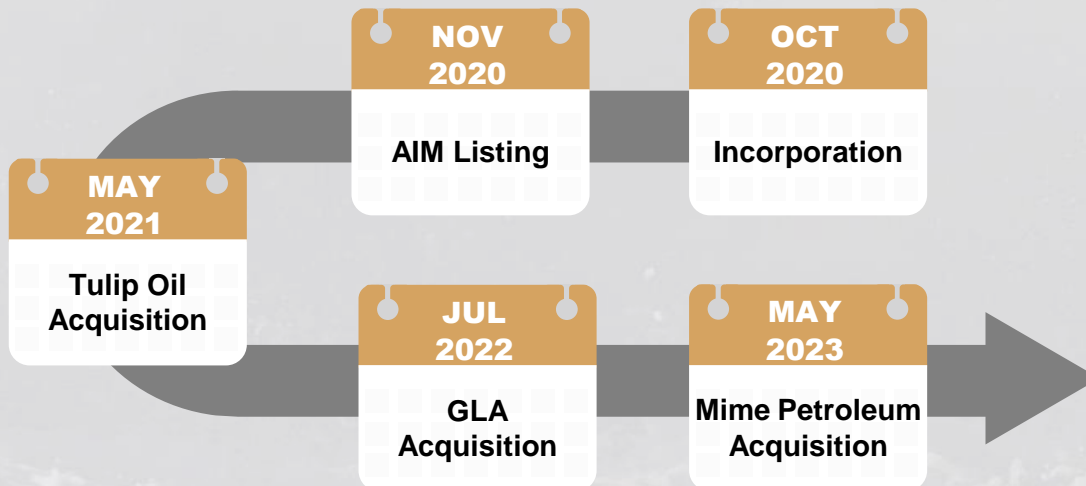 NOV
2020
AIM Listing
OCT
2020
Incorporation
MAY
2021
Tulip Oil
Acquisition
JUL
2022
GLA
Acquisition
MAY
2023
Mime Petroleum
Acquisition